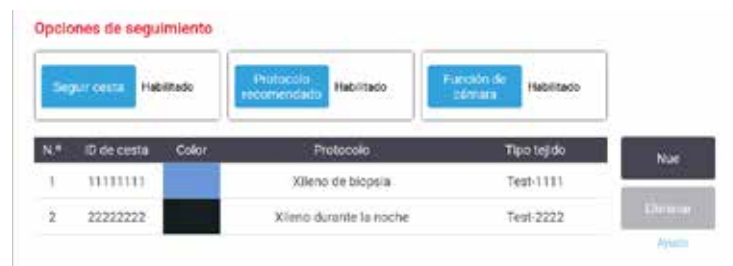 Opciones de seguimiento
Seguir cesta Habilitado
Protocolo recomendado Habilitado
Función de cámara Habilitado
N.º ID de cesta Color Protocolo Tipo tejido
1 11111111 Xileno de biopsia Test-1111
2 22222222 Xileno durante la noche Test-2222
Nue
Eliminar
Ayuda